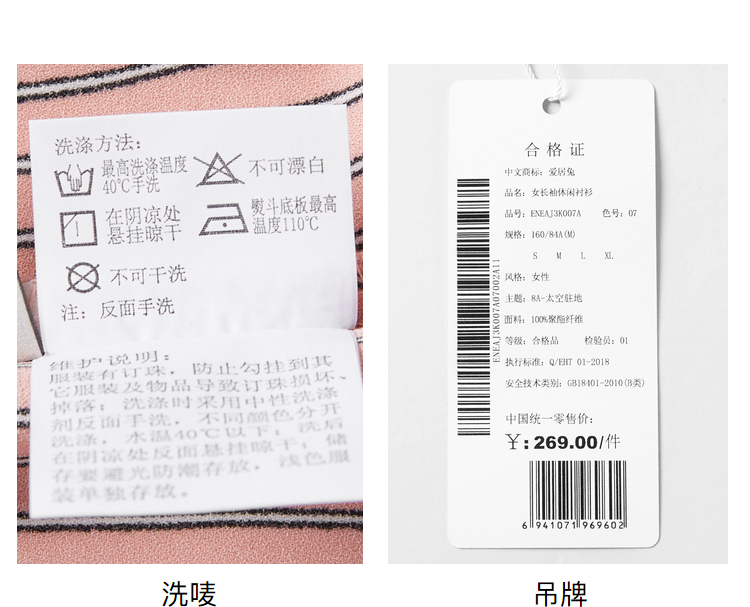 洗涤方法:
最高洗涤温度
40℃手洗
不可漂白
在阴凉处
悬挂晾干
熨斗底板最高
温度110℃
不可干洗
注: 反面手洗
维护说明:
服装有订珠，防止勾挂到其
它服装及物品导致订珠损坏、
掉落；洗涤时采用中性洗涤
剂反面手洗，不同颜色分开
洗涤，水温40℃以下；洗后
在阴凉处反面悬挂晾干；储
存要避光防潮存放，浅色服
装单独存放。
洗唛
合格证
中文商标: 爱居兔
品名: 女长袖休闲衬衫
品号: ENEAJ3K007A 色号: 07
规格: 160/84A(M)
S M L XL
风格: 女性
主题: 8A-太空驻地
面料: 100%聚酯纤维
等级: 合格品 检验员: 01
执行标准: Q/EHT 01-2018
安全技术类别: GB18401-2010(B类)
ENEAJ3K007A07002A11
中国统一零售价:
¥: 269.00/件
6 941071 969602
吊牌